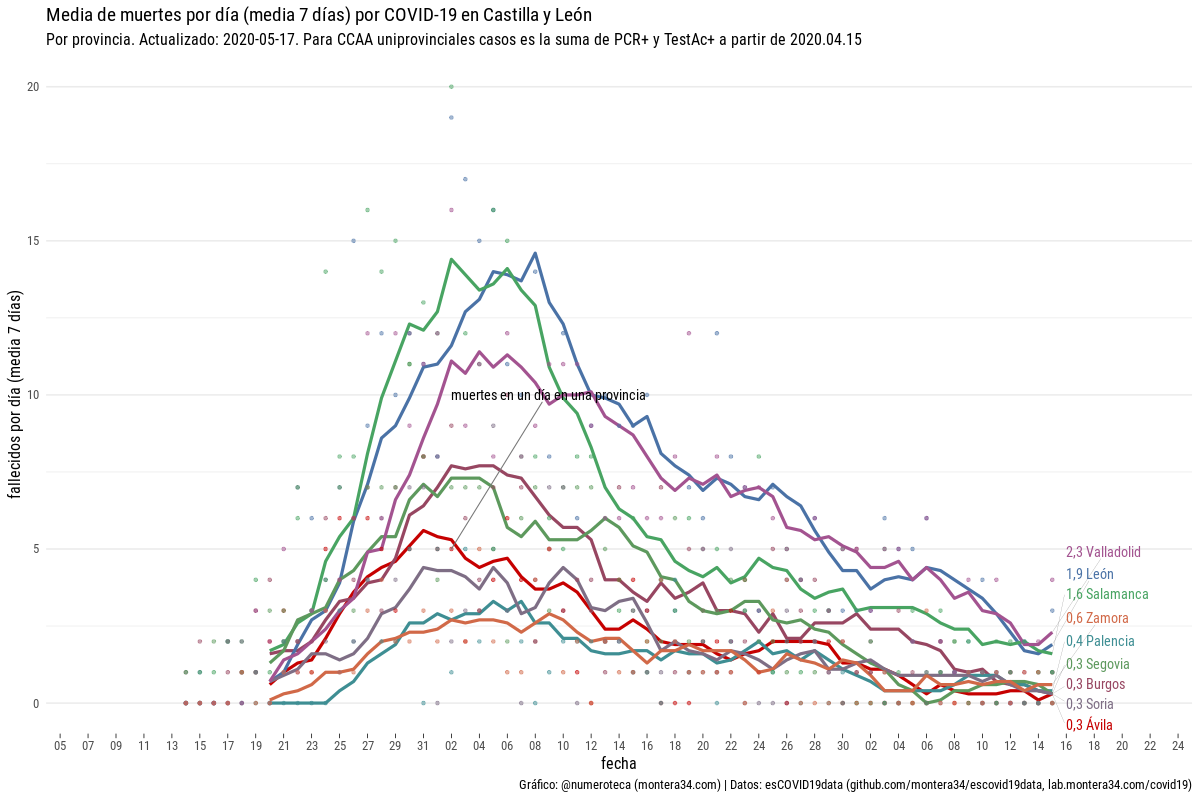 Media de muertes por día (media 7 días) por COVID-19 en Castilla y León
Por provincia. Actualizado: 2020-05-17. Para CCAA uniprovinciales casos es la suma de PCR+ y TestAc+ a partir de 2020.04.15
fallecidos por día (media 7 días)
20
15
10
5
0
muertes en un día en una provincia
2,3 Valladolid
1,9 León
1,6 Salamanca
0,6 Zamora
0,4 Palencia
0,3 Segovia
0,3 Burgos
0,3 Soria
0,3 Ávila
05 07 09 11 13 15 17 19 21 23 25 27 29 31 02 04 06 08 10 12 14 16 18 20 22 24 26 28 30 02 04 06 08 10 12 14 16 18 20 22 24
fecha
Gráfico: @numeroteca (montera34.com) | Datos: esCOVID19data (github.com/montera34/escovid19data, lab.montera34.com/covid19)